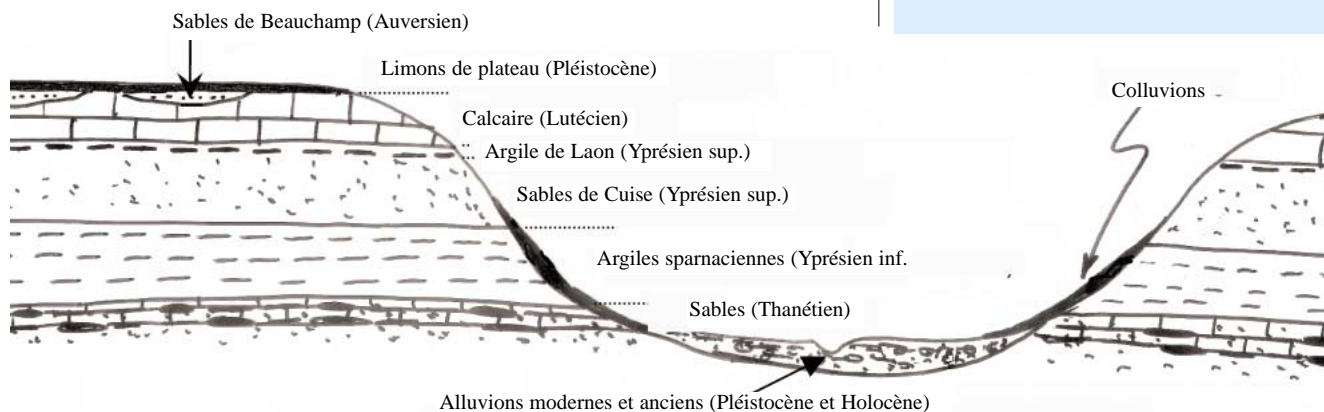 Sables de Beauchamp (Auversien)
Limons de plateau (Pléistocène)
Colluvions
Calcaire (Lutécien)
Argile de Laon (Yprésien sup.)
Sables de Cuise (Yprésien sup.)
Argiles sparnaciennes (Yprésien inf.
Sables (Thanétien)
Alluvions modernes et anciens (Pléistocène et Holocène)